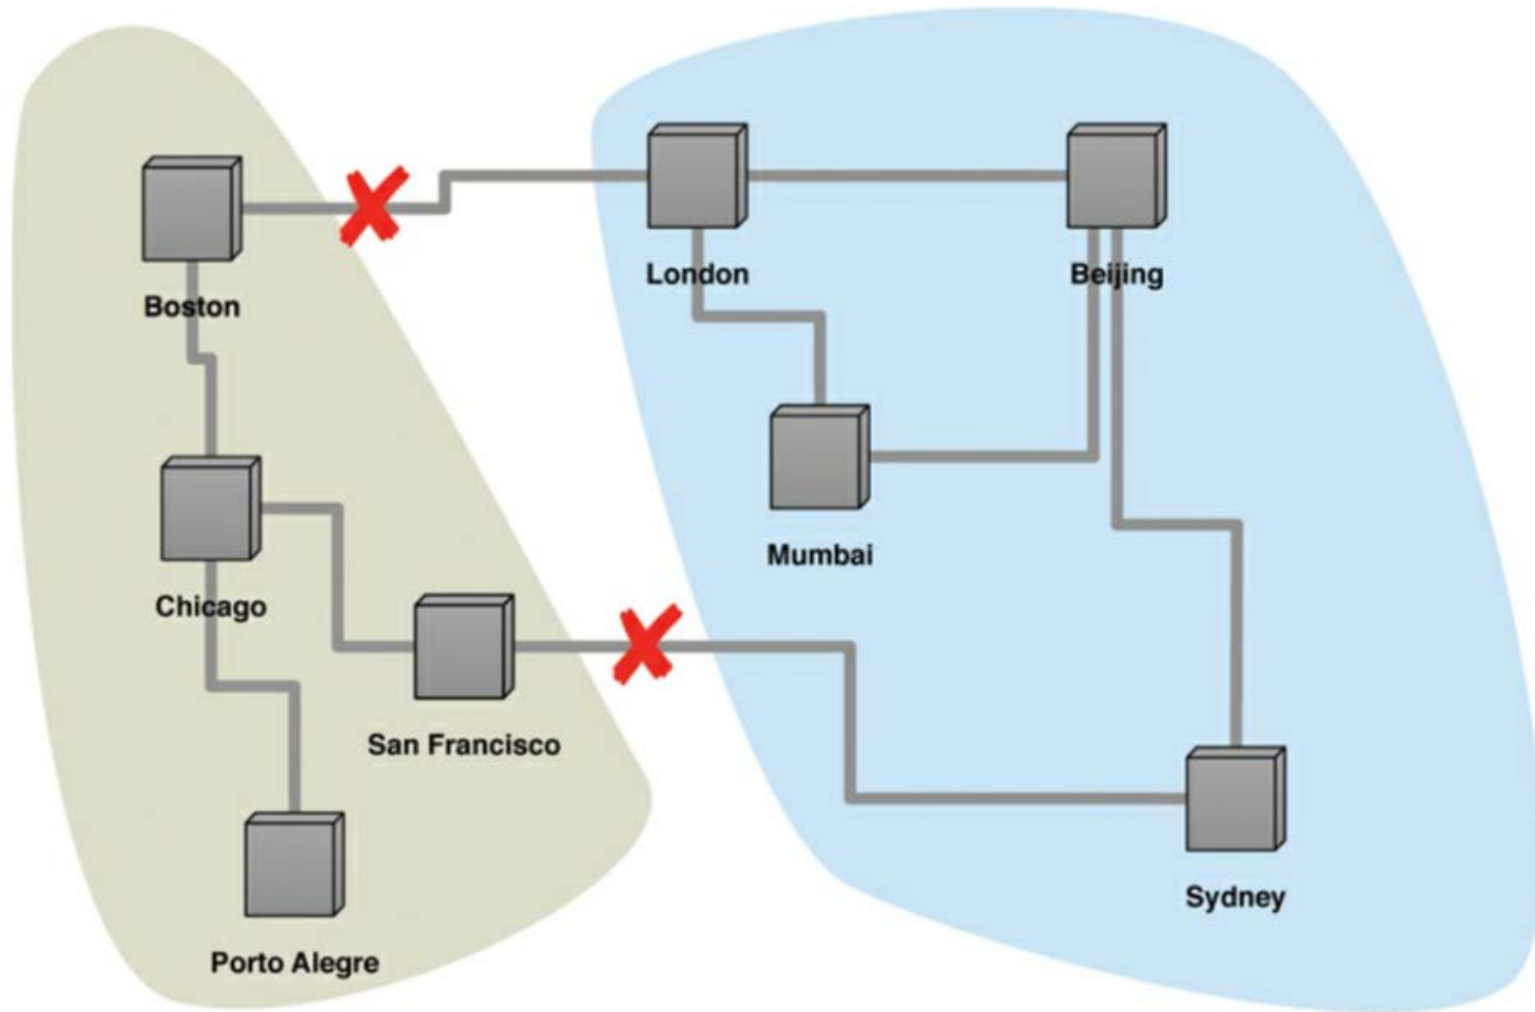 London
Beijing
Boston
Mumbai
Chicago
San Francisco
Sydney
Porto Alegre